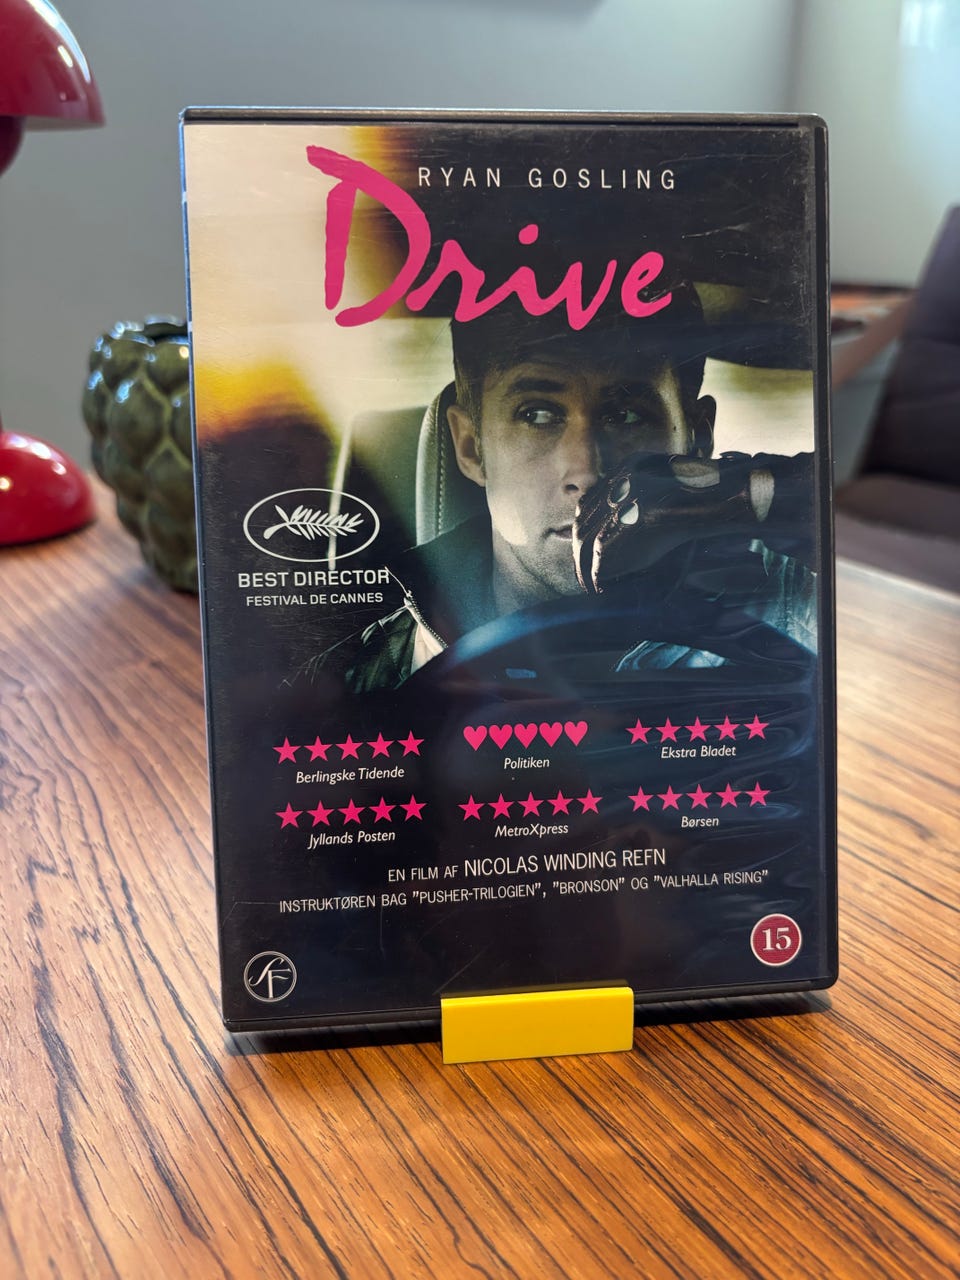 RYAN GOSLING
Drive
BEST DIRECTOR
FESTIVAL DE CANNES
Berlingske Tidende
Politiken
Ekstra Bladet
Jyllands Posten
MetroXpress
Børsen
EN FILM AF NICOLAS WINDING REFN
INSTRUKTØREN BAG "PUSHER-TRILOGIEN", "BRONSON" OG "VALHALLA RISING"
SF
15